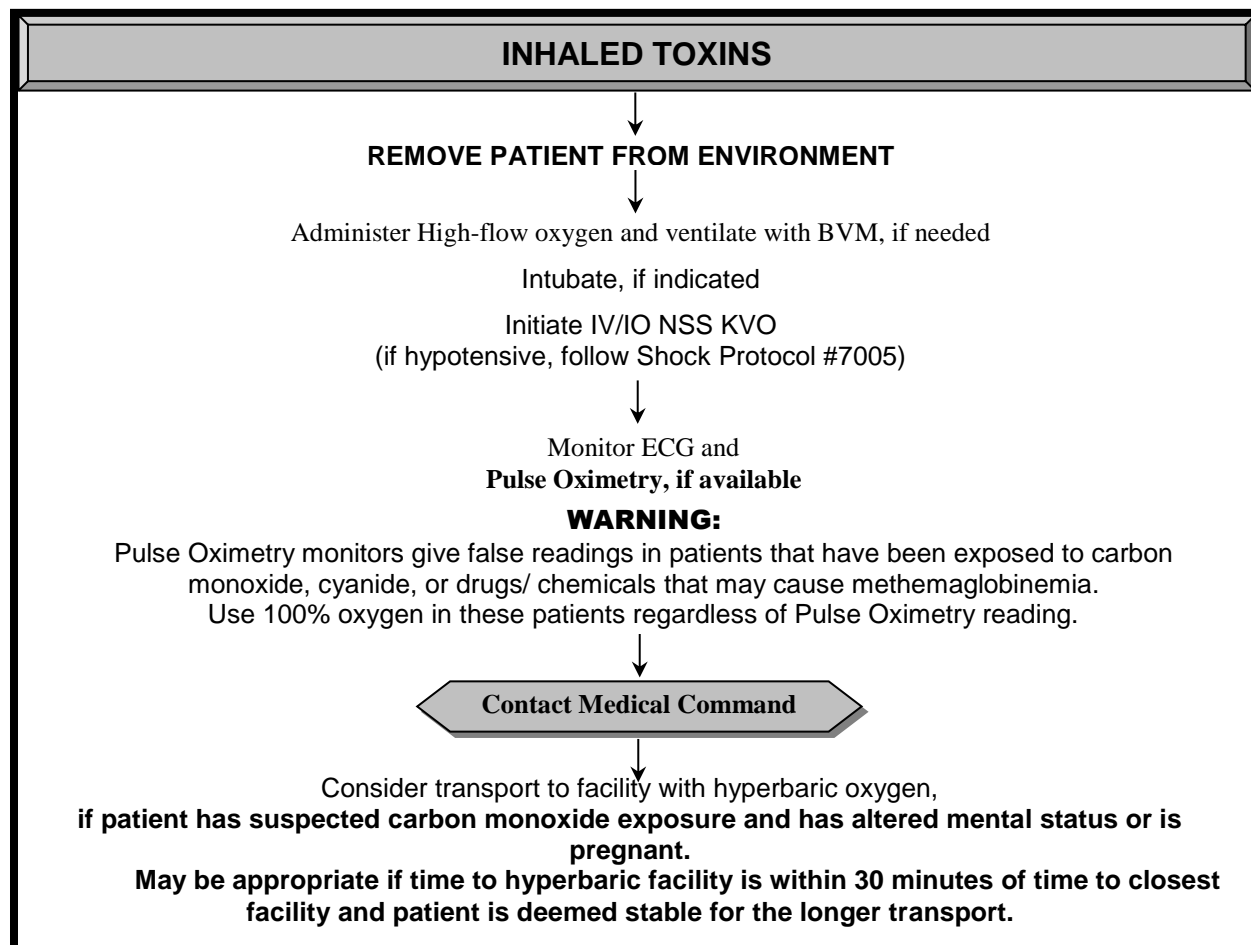 INHALED TOXINS
REMOVE PATIENT FROM ENVIRONMENT
Administer High-flow oxygen and ventilate with BVM, if needed
Intubate, if indicated
Initiate IV/IO NSS KVO
(if hypotensive, follow Shock Protocol #7005)
Monitor ECG and
Pulse Oximetry, if available
WARNING:
Pulse Oximetry monitors give false readings in patients that have been exposed to carbon
monoxide, cyanide, or drugs/ chemicals that may cause methemaglobinemia.
Use 100% oxygen in these patients regardless of Pulse Oximetry reading.
Contact Medical Command
Consider transport to facility with hyperbaric oxygen,
if patient has suspected carbon monoxide exposure and has altered mental status or is
pregnant.
May be appropriate if time to hyperbaric facility is within 30 minutes of time to closest
facility and patient is deemed stable for the longer transport.